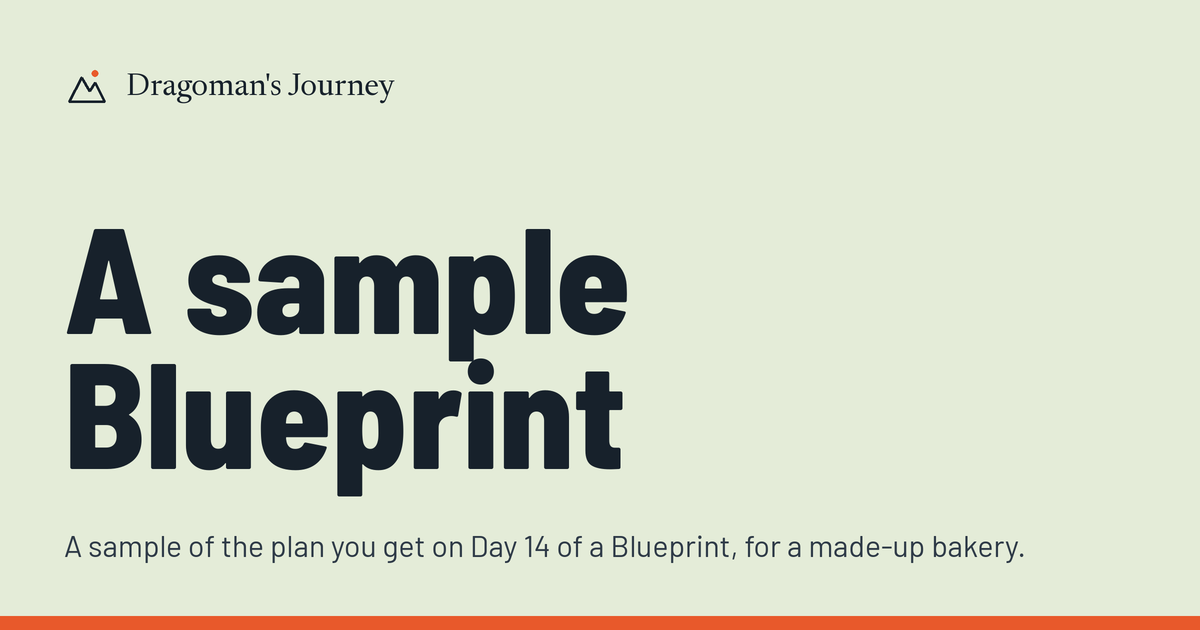 Dragoman's Journey
A sample
Blueprint
A sample of the plan you get on Day 14 of a Blueprint, for a made-up bakery.